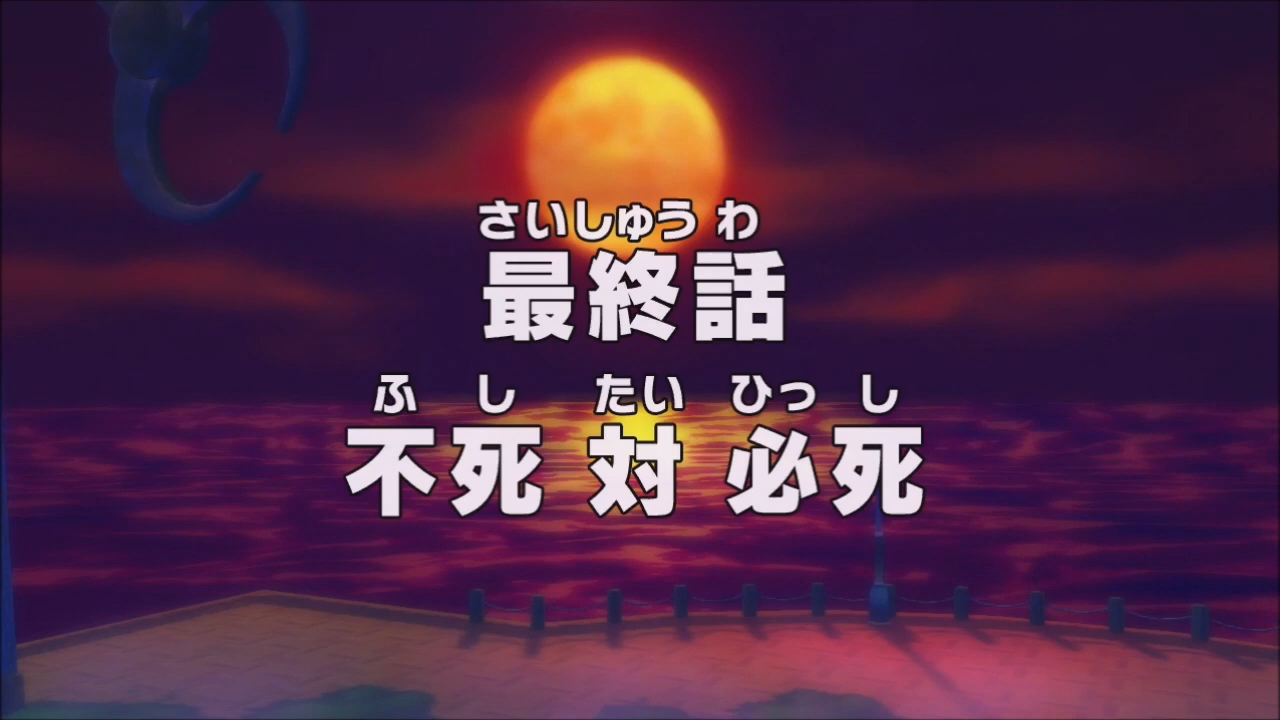 さいしゅう わ
最終話
ふ し たい ひっ し
不死 対 必死